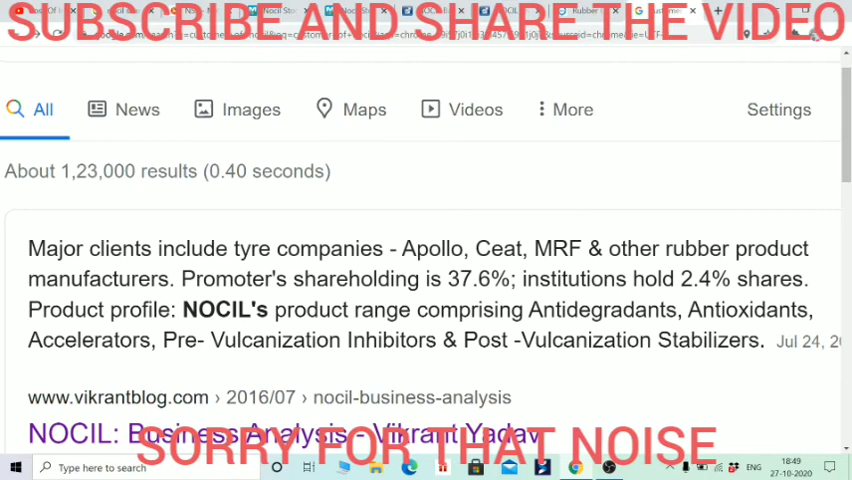 SUBSCRIBE AND SHARE THE VIDEO
All News Images Maps Videos More Settings
About 1,23,000 results (0.40 seconds)
Major clients include tyre companies - Apollo, Ceat, MRF & other rubber product
manufacturers. Promoter's shareholding is 37.6%; institutions hold 2.4% shares.
Product profile: NOCIL's product range comprising Antidegradants, Antioxidants,
Accelerators, Pre- Vulcanization Inhibitors & Post -Vulcanization Stabilizers. Jul 24,
www.vikrantblog.com › 2016/07 › nocil-business-analysis
NOCIL: Business Analysis - Vikrant Yadav
SORRY FOR THAT NOISE
Type here to search
ENG
18:49
27-10-2020